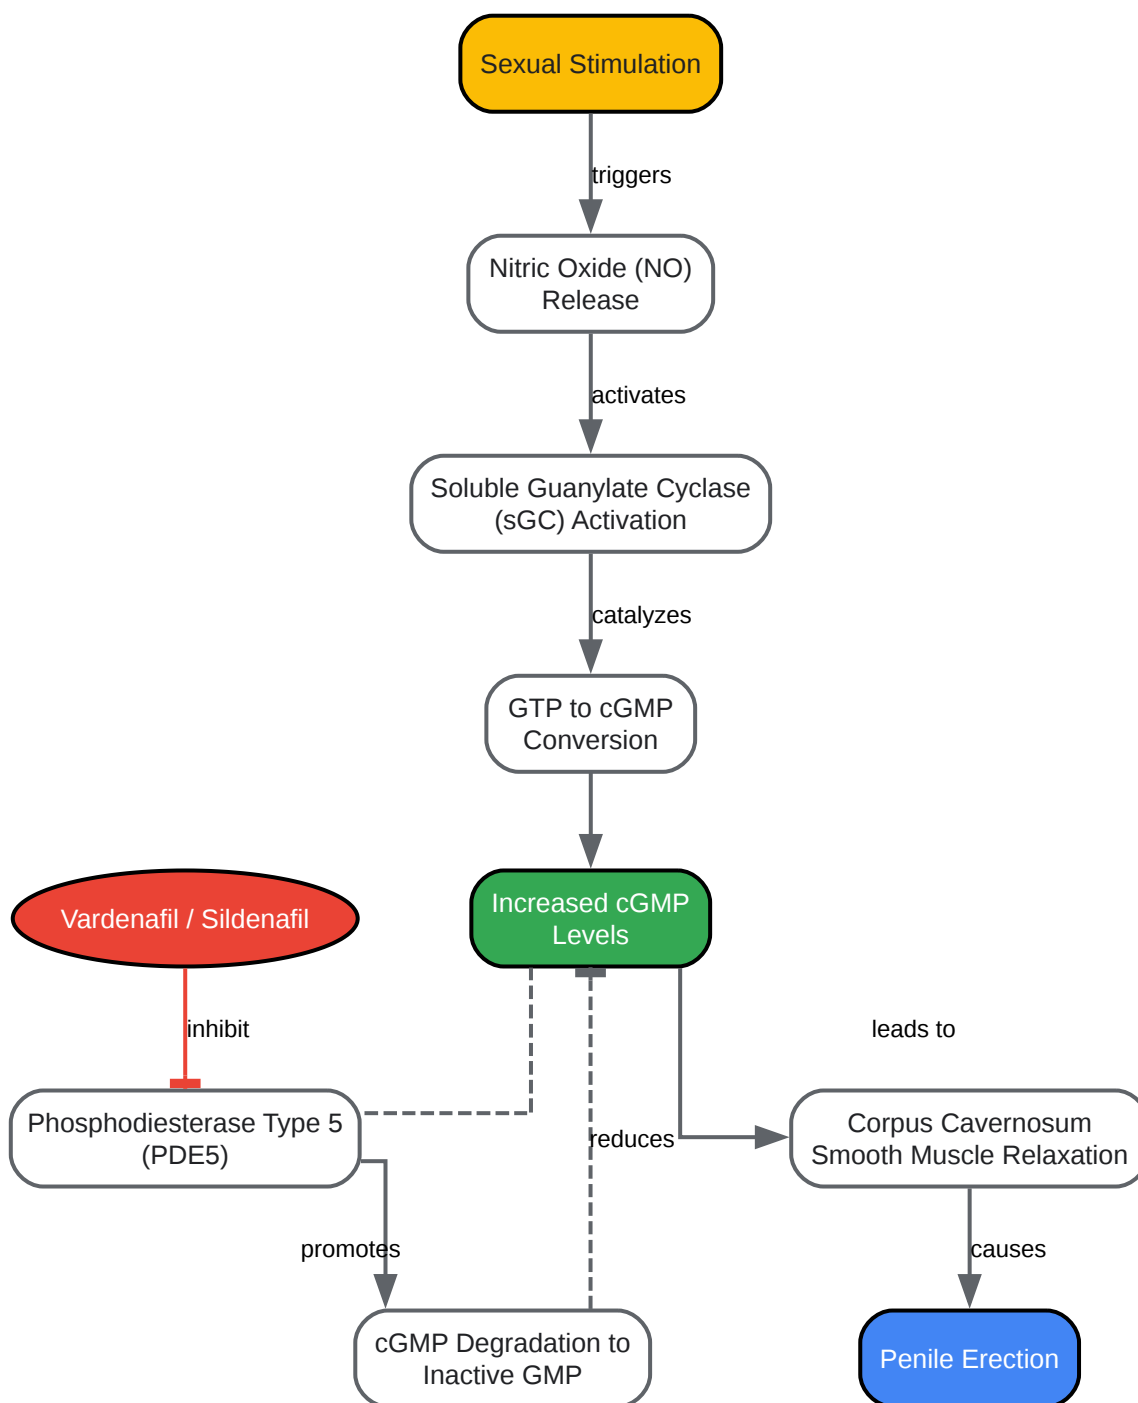 Sexual Stimulation
triggers
Nitric Oxide (NO)
Release
activates
Soluble Guanylate Cyclase
(sGC) Activation
catalyzes
GTP to cGMP
Conversion
Vardenafil / Sildenafil
Increased cGMP
Levels
inhibit
leads to
Phosphodiesterase Type 5
(PDE5)
reduces
Corpus Cavernosum
Smooth Muscle Relaxation
promotes
causes
cGMP Degradation to
Inactive GMP
Penile Erection